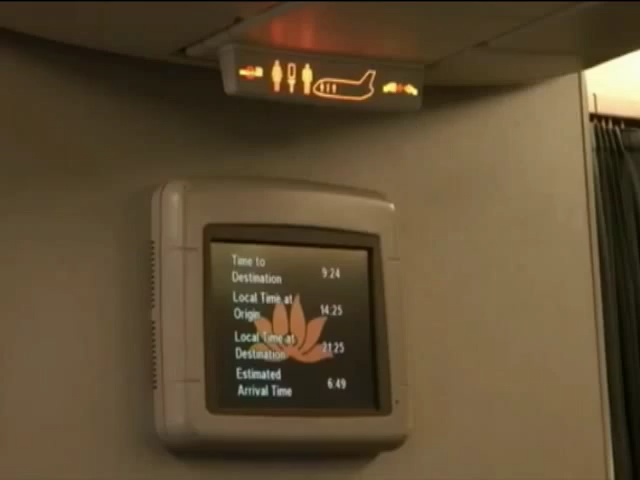 Time to
Destination 9:24
Local Time at
Origin 14:25
Local Time at
Destination 21:25
Estimated
Arrival Time 6:49